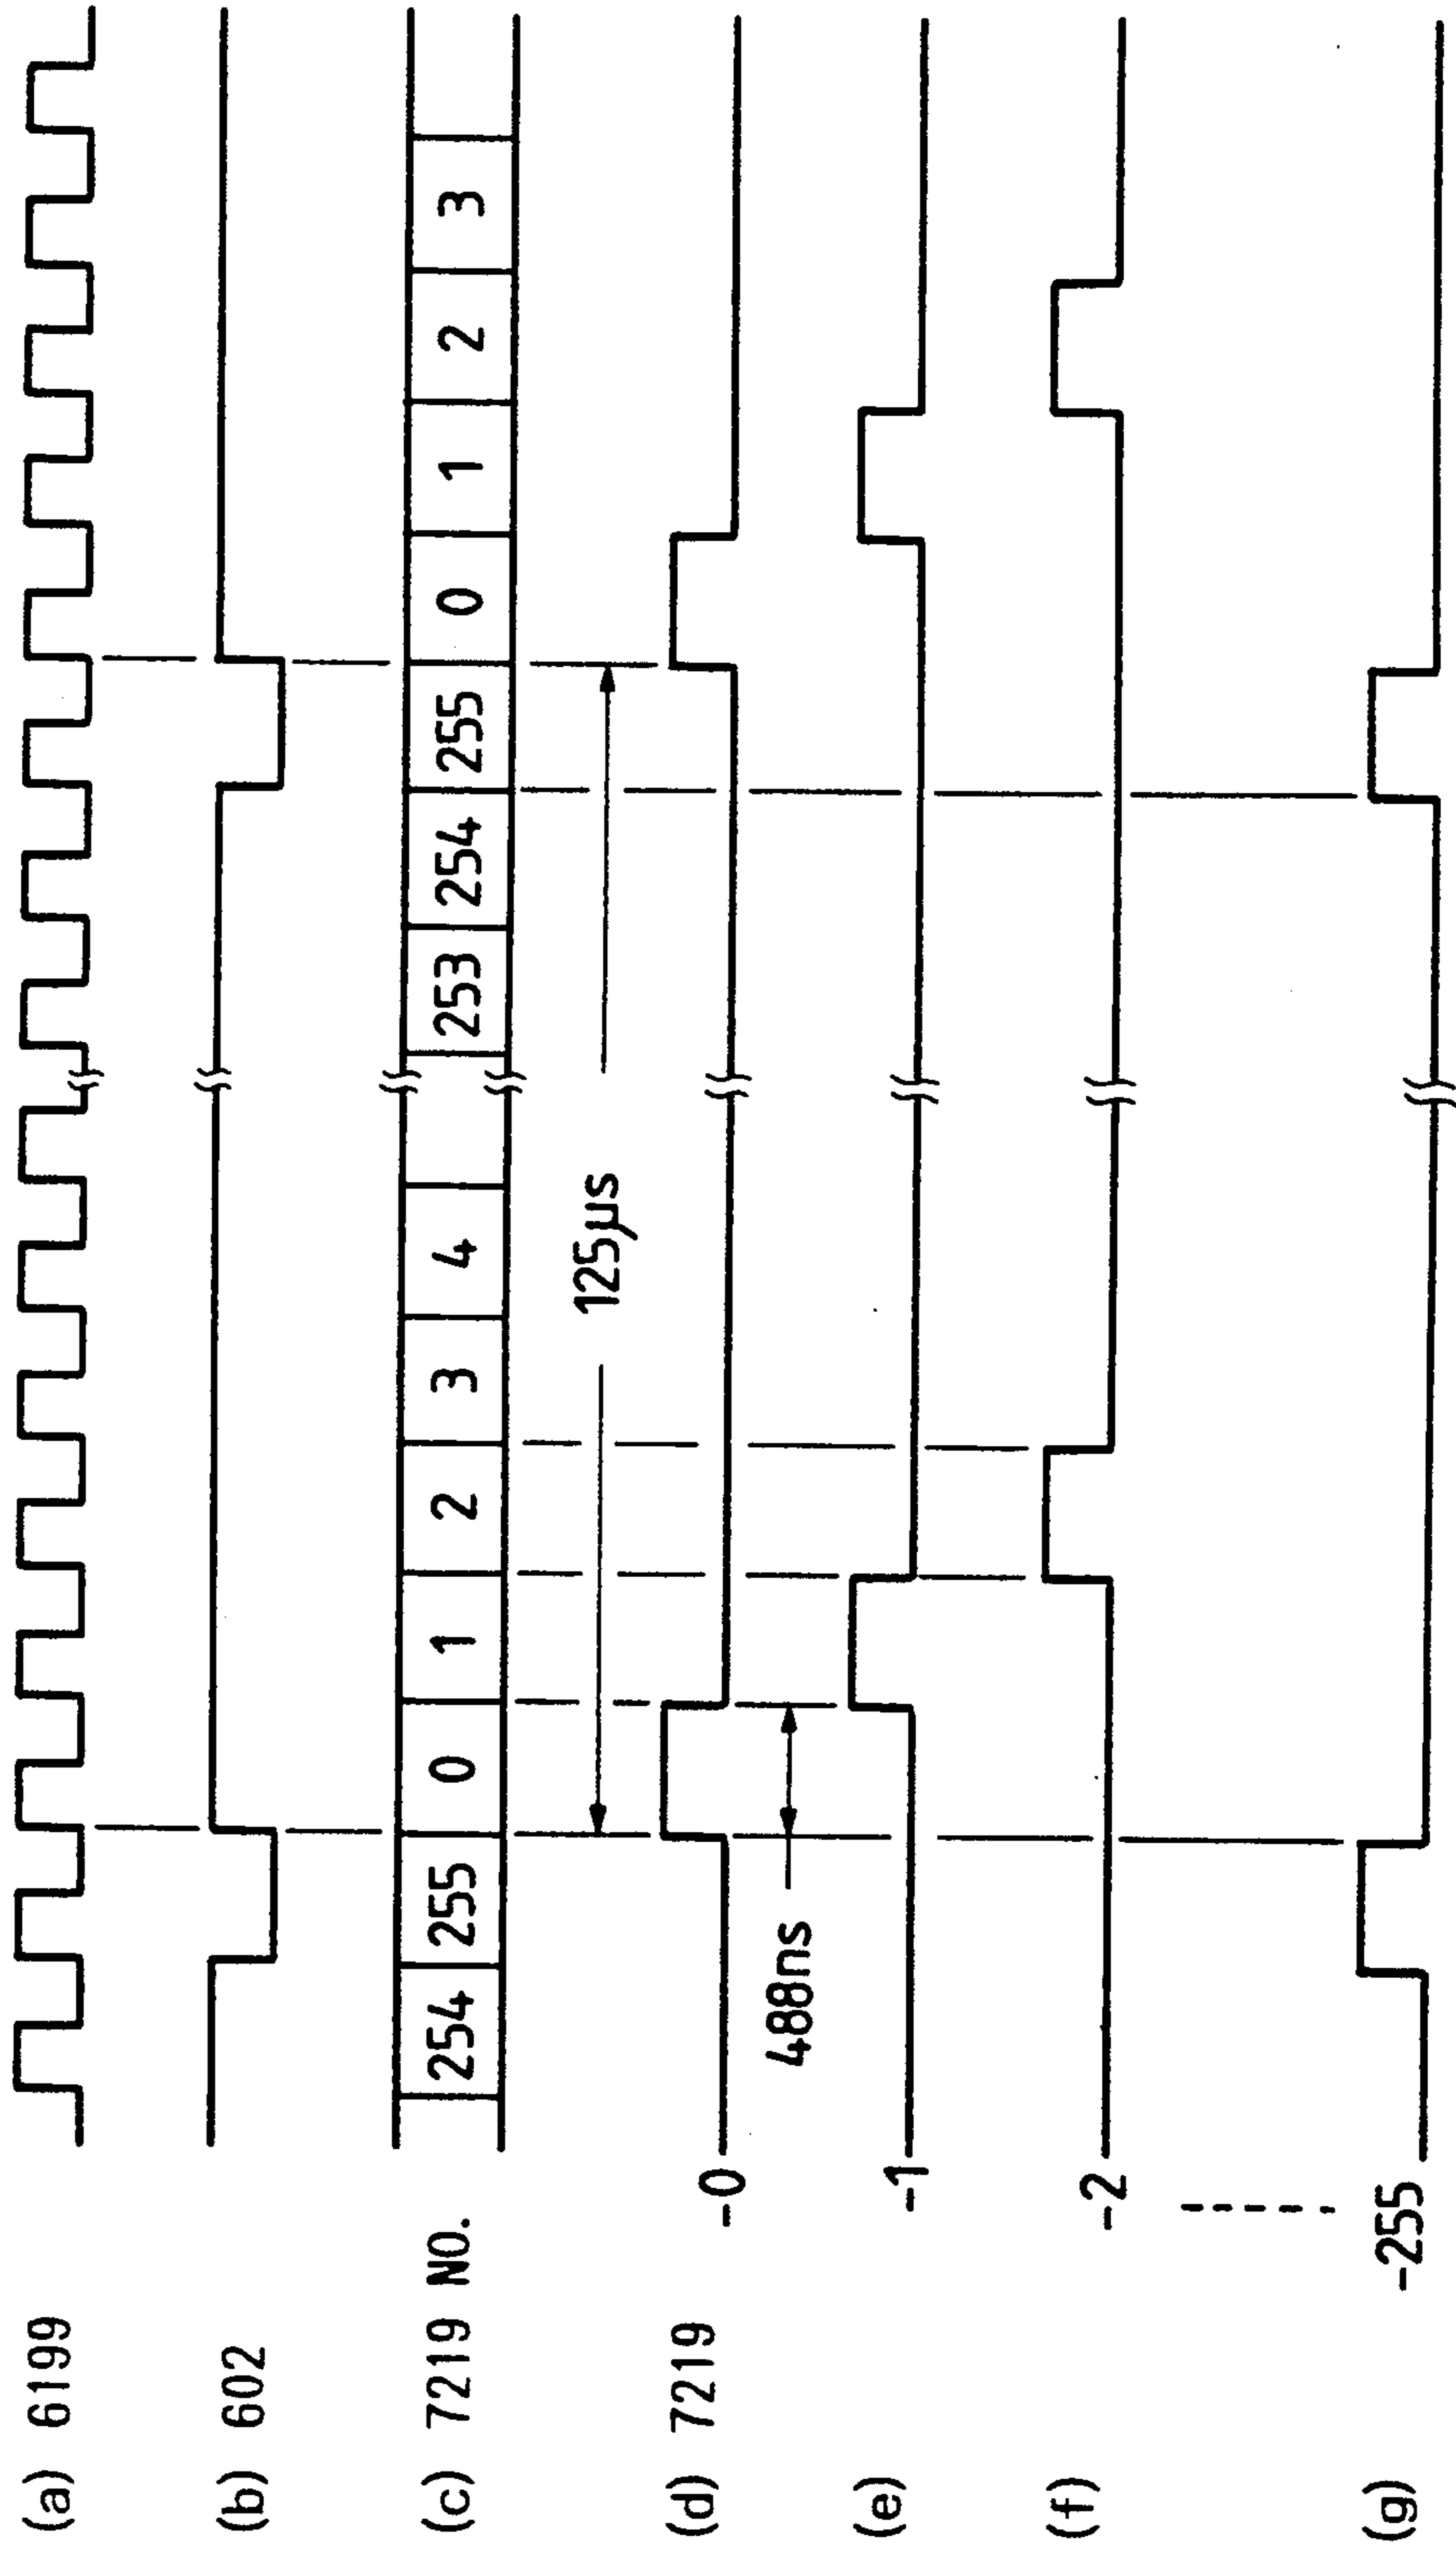 (a) 6199
(b) 602
(c) 7219 NO. 254 255 0 1 2 3 4 253 254 255 0 1 2 3
125µs
(d) 7219 -0
488ns
(e) -1
(f) -2
(g) -255